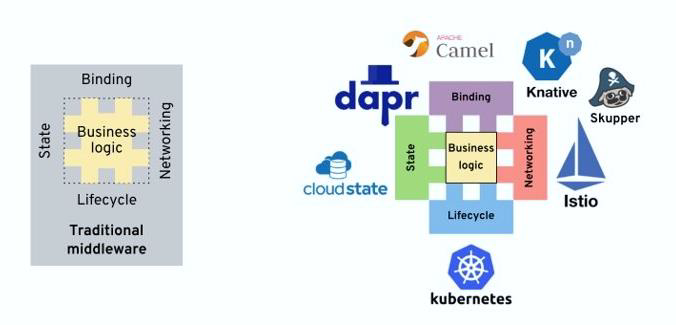 Binding
State
Business
logic
Networking
Lifecycle
Traditional
middleware
APACHE
Camel
n
K
Knative
dapr
Skupper
Binding
State
Business
logic
Networking
cloudstate
Istio
Lifecycle
kubernetes